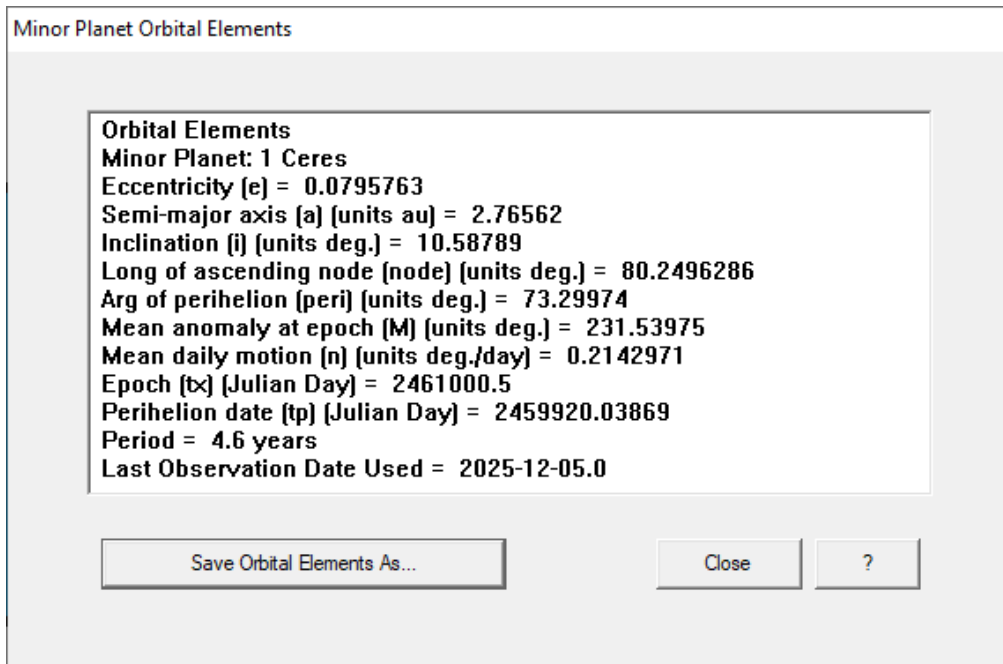 Minor Planet Orbital Elements
Orbital Elements
Minor Planet: 1 Ceres
Eccentricity (e) = 0.0795763
Semi-major axis (a) (units au) = 2.76562
Inclination (i) (units deg.) = 10.58789
Long of ascending node (node) (units deg.) = 80.2496286
Arg of perihelion (peri) (units deg.) = 73.29974
Mean anomaly at epoch (M) (units deg.) = 231.53975
Mean daily motion (n) (units deg./day) = 0.2142971
Epoch (tx) (Julian Day) = 2461000.5
Perihelion date (tp) (Julian Day) = 2459920.03869
Period = 4.6 years
Last Observation Date Used = 2025-12-05.0
Save Orbital Elements As... Close ?